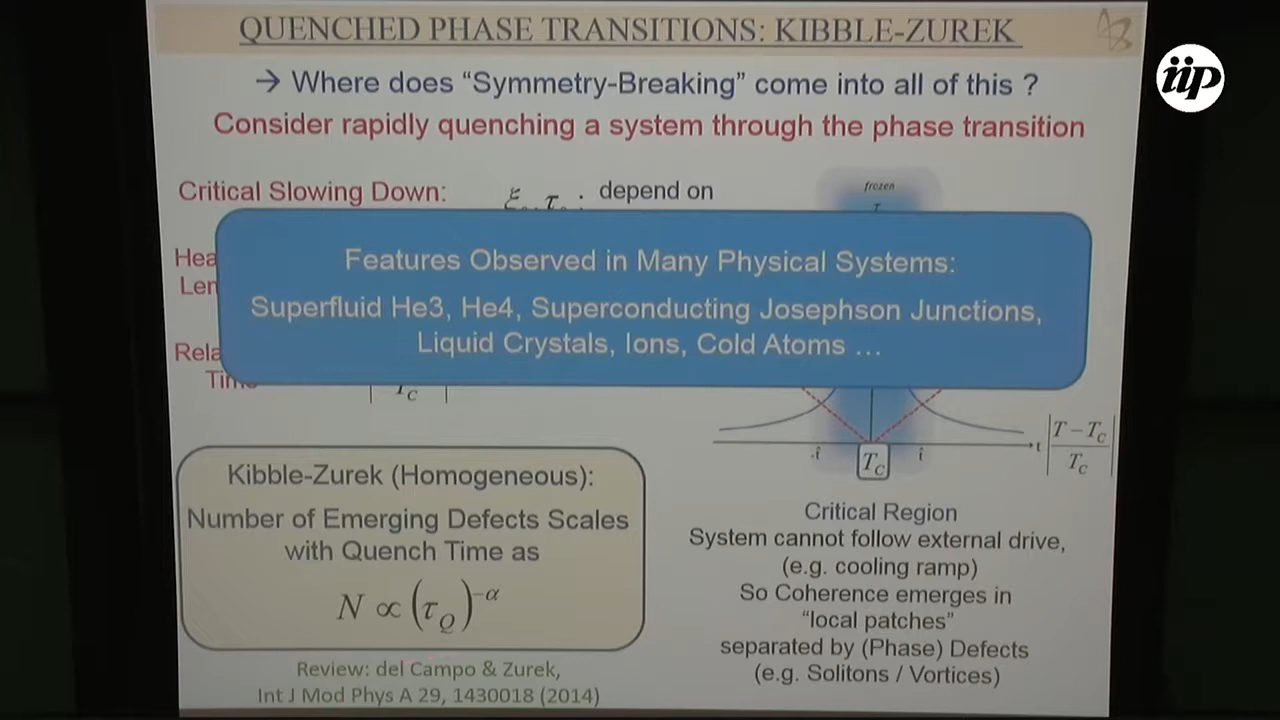 QUENCHED PHASE TRANSITIONS: KIBBLE-ZUREK
iip
→ Where does “Symmetry-Breaking” come into all of this ?
Consider rapidly quenching a system through the phase transition
Critical Slowing Down:
ξ, τ : depend on
frozen
Features Observed in Many Physical Systems:
Superfluid He3, He4, Superconducting Josephson Junctions,
Liquid Crystals, Ions, Cold Atoms …
-t̂
T_C
t̂
t
|T − T_C / T_C|
Kibble-Zurek (Homogeneous):
Number of Emerging Defects Scales
with Quench Time as
N ∝ (τ_Q)^-α
Review: del Campo & Zurek,
Int J Mod Phys A 29, 1430018 (2014)
Critical Region
System cannot follow external drive,
(e.g. cooling ramp)
So Coherence emerges in
“local patches”
separated by (Phase) Defects
(e.g. Solitons / Vortices)